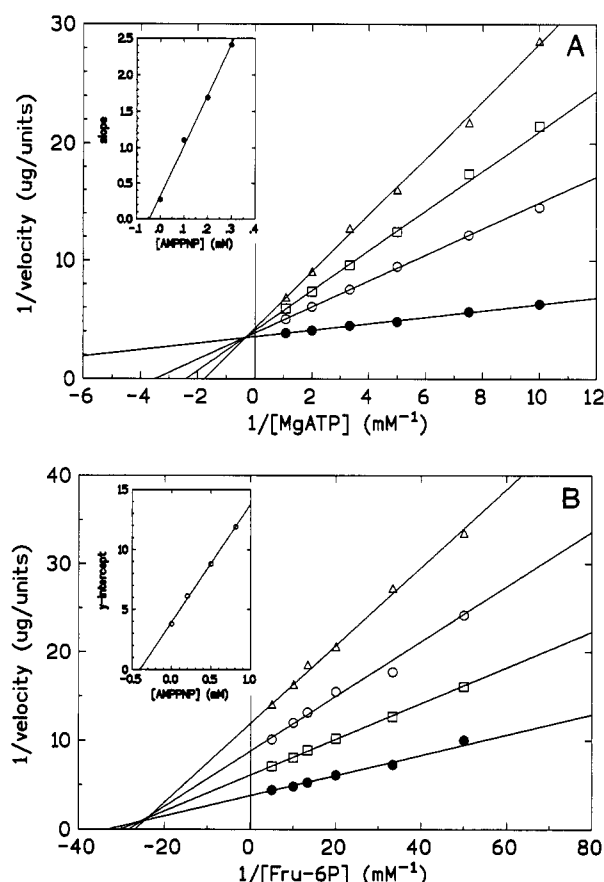 A
30
20
10
0
1/velocity (ug/units)
-6 -4 -2 0 2 4 6 8 10 12
1/[MgATP] (mM⁻¹)
2.5
2.0
1.5
1.0
0.5
0.0
slope
.1 .0 .1 .2 .3 .4
[AMPPNP] (mM)
B
40
30
20
10
0
1/velocity (ug/units)
-40 -20 0 20 40 60 80
1/[Fru-6P] (mM⁻¹)
15
10
5
0
y-intercept
-0.5 0.0 0.5 1.0
[AMPPNP] (mM)